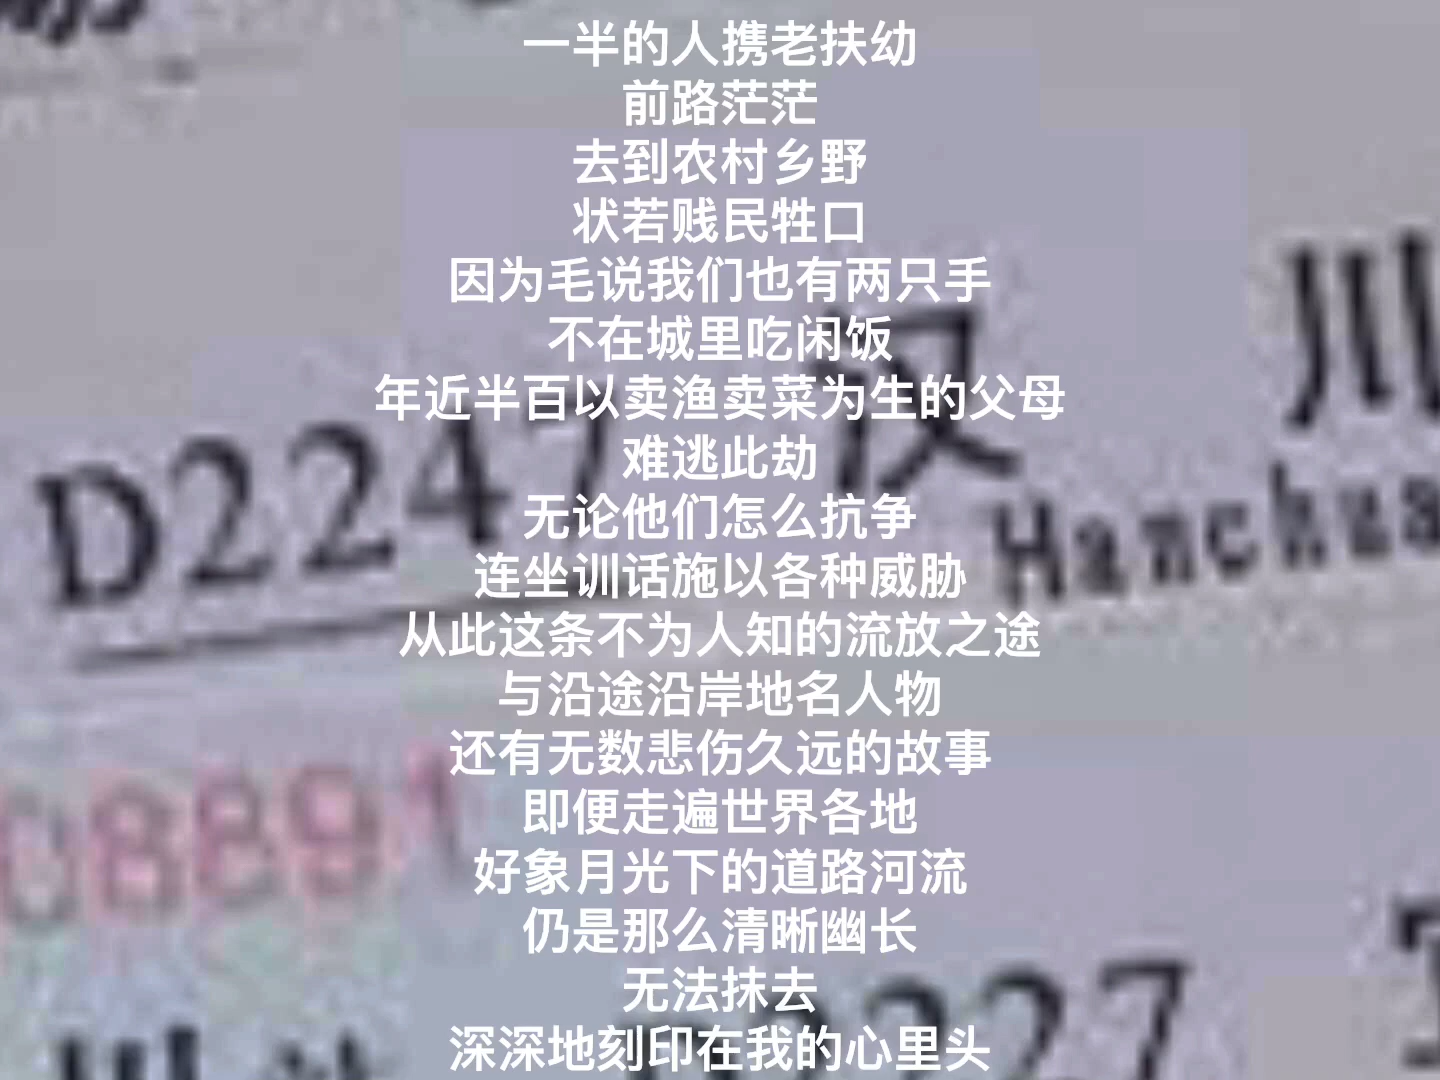 一半的人携老扶幼
前路茫茫
去到农村乡野
状若贱民牲口
因为毛说我们也有两只手
不在城里吃闲饭
年近半百以卖渔卖菜为生的父母
难逃此劫
无论他们怎么抗争
连坐训话施以各种威胁
从此这条不为人知的流放之途
与沿途沿岸地名人物
还有无数悲伤久远的故事
即便走遍世界各地
好象月光下的道路河流
仍是那么清晰幽长
无法抹去
深深地刻印在我的心里头
D2247 汉 川
Hanchua
0889
227